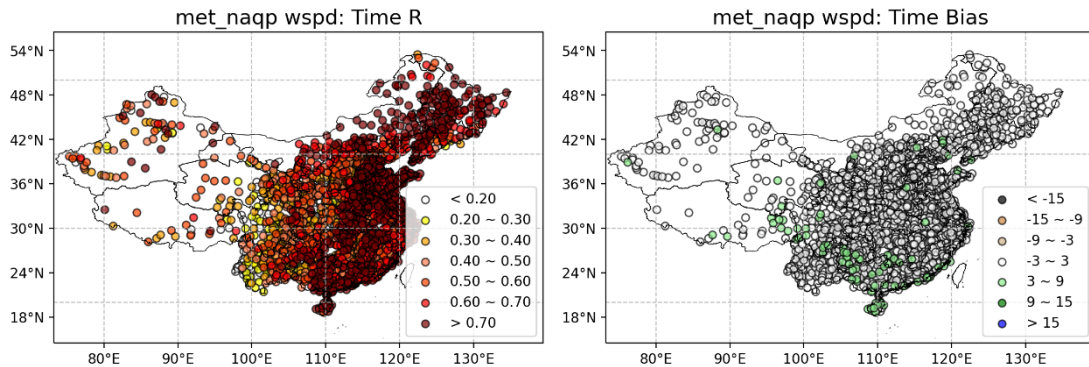 met_naqp wspd: Time R
54°N
48°N
42°N
36°N
30°N
24°N
18°N
80°E
90°E
100°E
110°E
120°E
130°E
< 0.20
0.20 ~ 0.30
0.30 ~ 0.40
0.40 ~ 0.50
0.50 ~ 0.60
0.60 ~ 0.70
> 0.70
met_naqp wspd: Time Bias
54°N
48°N
42°N
36°N
30°N
24°N
18°N
80°E
90°E
100°E
110°E
120°E
130°E
< -15
-15 ~ -9
-9 ~ -3
-3 ~ 3
3 ~ 9
9 ~ 15
> 15